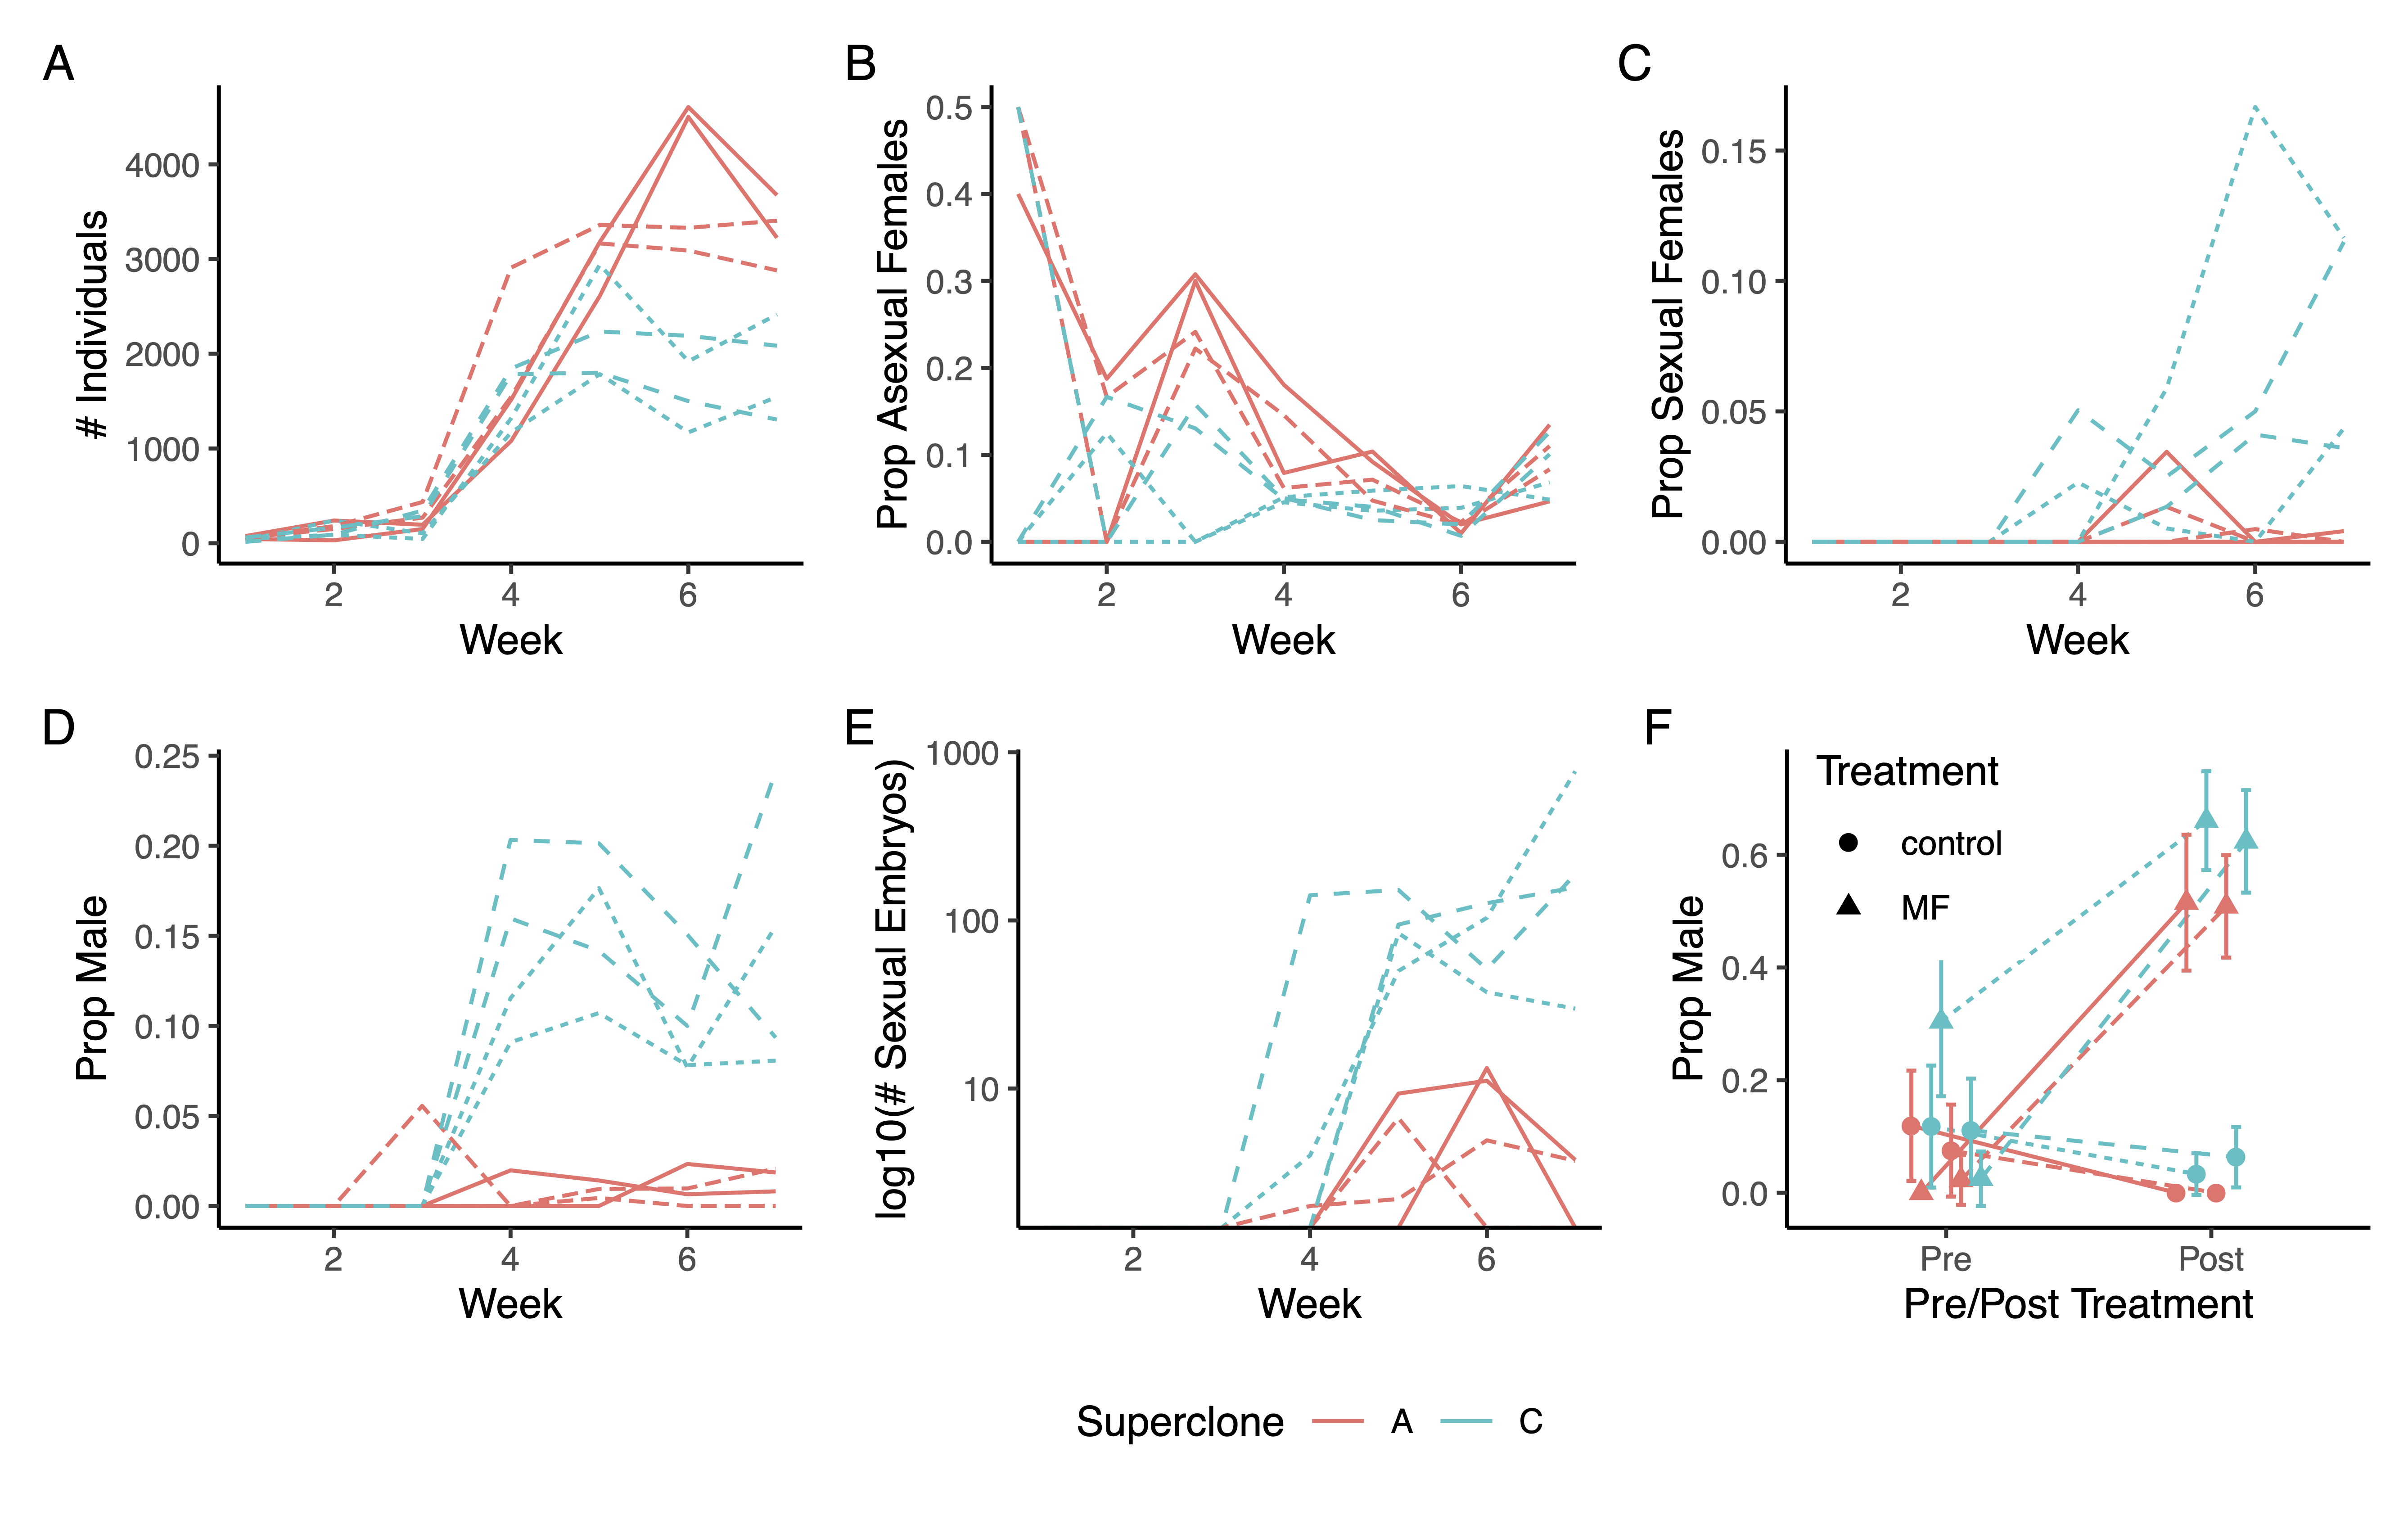 A
# Individuals
4000
3000
2000
1000
0
2 4 6
Week
B
Prop Asexual Females
0.5
0.4
0.3
0.2
0.1
0.0
2 4 6
Week
C
Prop Sexual Females
0.15
0.10
0.05
0.00
2 4 6
Week
D
Prop Male
0.25
0.20
0.15
0.10
0.05
0.00
2 4 6
Week
E
log10(# Sexual Embryos)
1000
100
10
2 4 6
Week
F
Prop Male
Treatment
control
MF
0.6
0.4
0.2
0.0
Pre Post
Pre/Post Treatment
Superclone A C